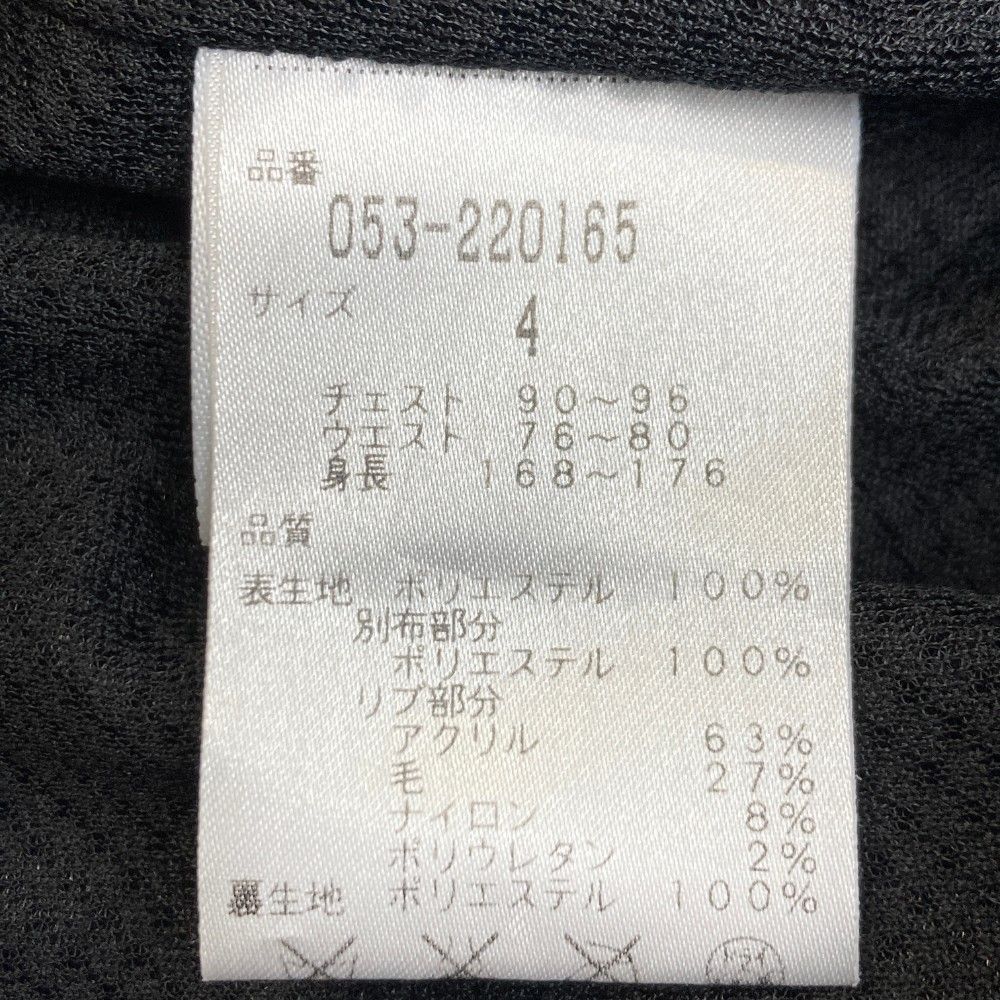 品番
053-220165
サイズ 4
チェスト 90～96
ウエスト 76～80
身長 168～176
品質
表生地 ポリエステル 100%
別布部分
ポリエステル 100%
リブ部分
アクリル 63%
毛 27%
ナイロン 8%
ポリウレタン 2%
裏生地 ポリエステル 100%
ドライ